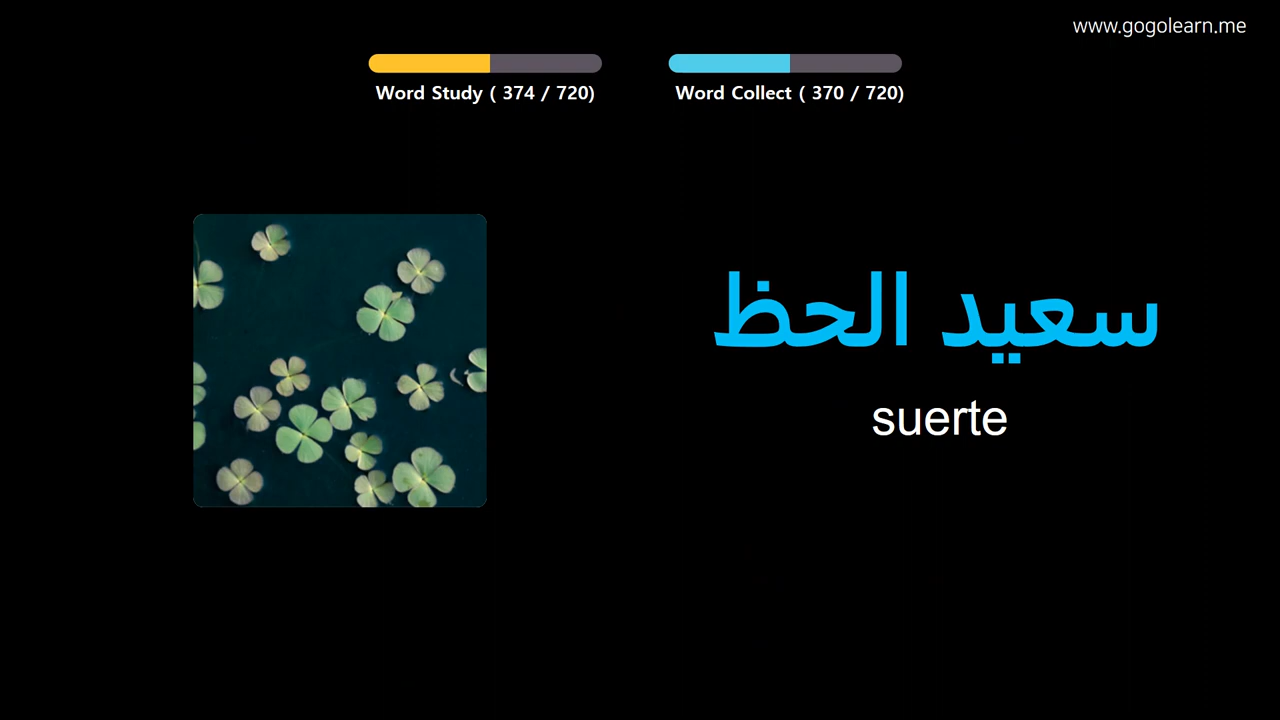 www.gogolearn.me
Word Study ( 374 / 720)
Word Collect ( 370 / 720)
سعيد الحظ
suerte